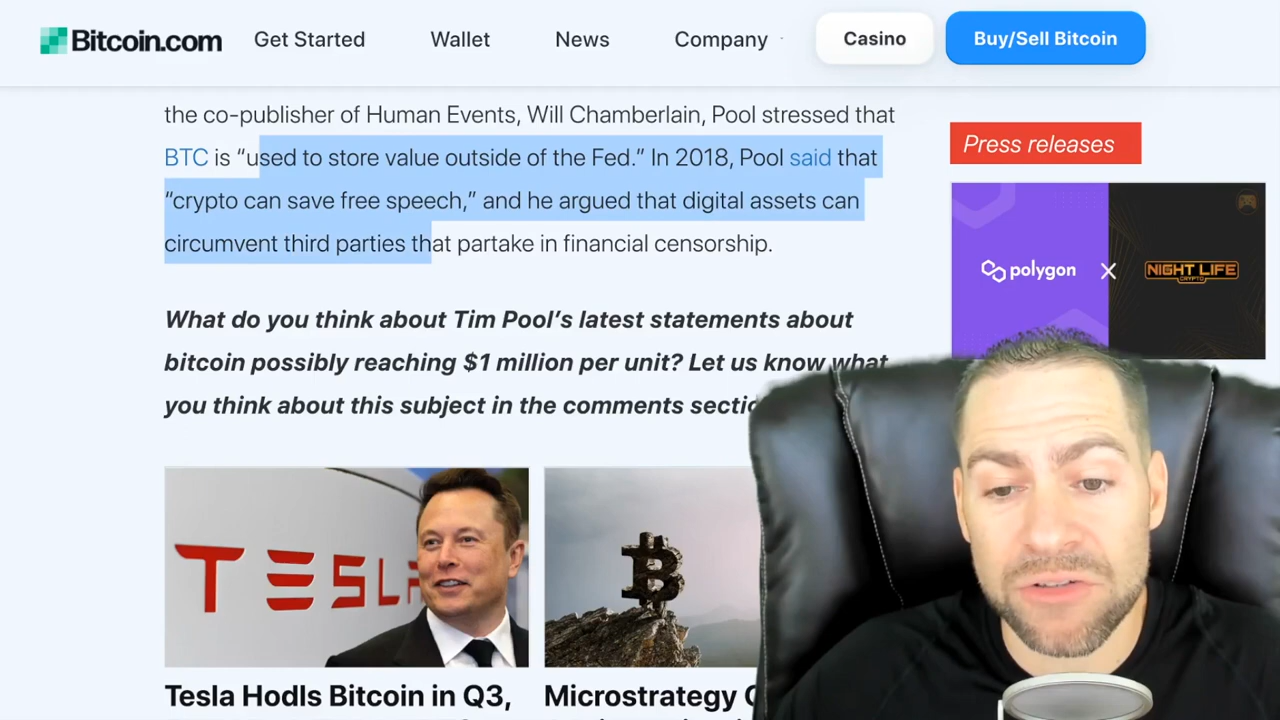 Bitcoin.com
Get Started
Wallet
News
Company
Casino
Buy/Sell Bitcoin
the co-publisher of Human Events, Will Chamberlain, Pool stressed that
BTC is “used to store value outside of the Fed.” In 2018, Pool said that
“crypto can save free speech,” and he argued that digital assets can
circumvent third parties that partake in financial censorship.
What do you think about Tim Pool’s latest statements about
bitcoin possibly reaching $1 million per unit? Let us know what
you think about this subject in the comments
Press releases
polygon
NIGHT LIFE
CRYPTO
TESL
Tesla Hodls Bitcoin in Q3,
Microstrategy